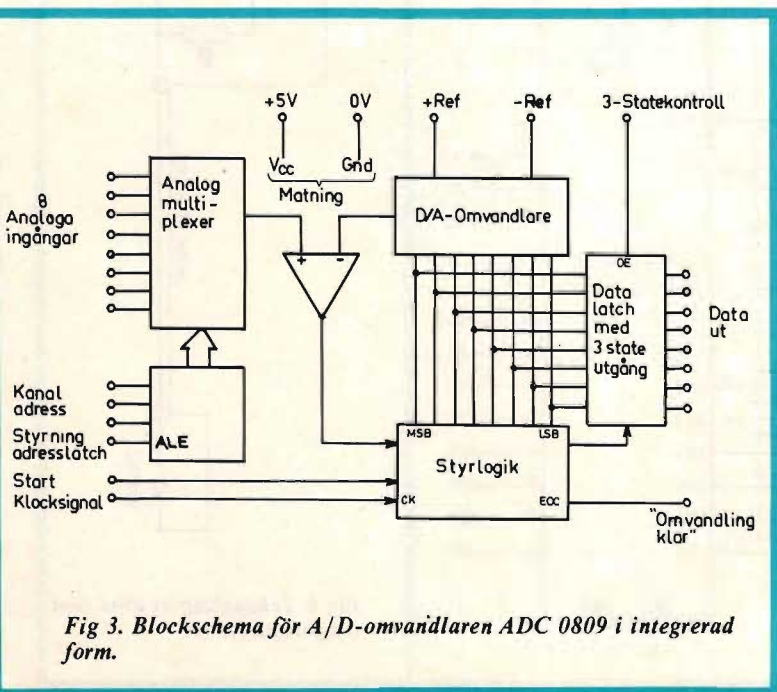 +5V
0V
+Ref
-Ref
3-Statekontroll
Vcc
Gnd
Matning
8
Analoga
ingångar
Analog
multi-
plexer
D/A-Omvandlare
+
-
OE
Data
latch
med
3 state
utgång
Data
ut
Kanal
adress
Styrning
adresslatch
ALE
Start
Klocksignal
MSB
LSB
Styrlogik
CK
EOC
"Omvandling
klar"
Fig 3. Blockschema för A/D-omvandlaren ADC 0809 i integrerad
form.